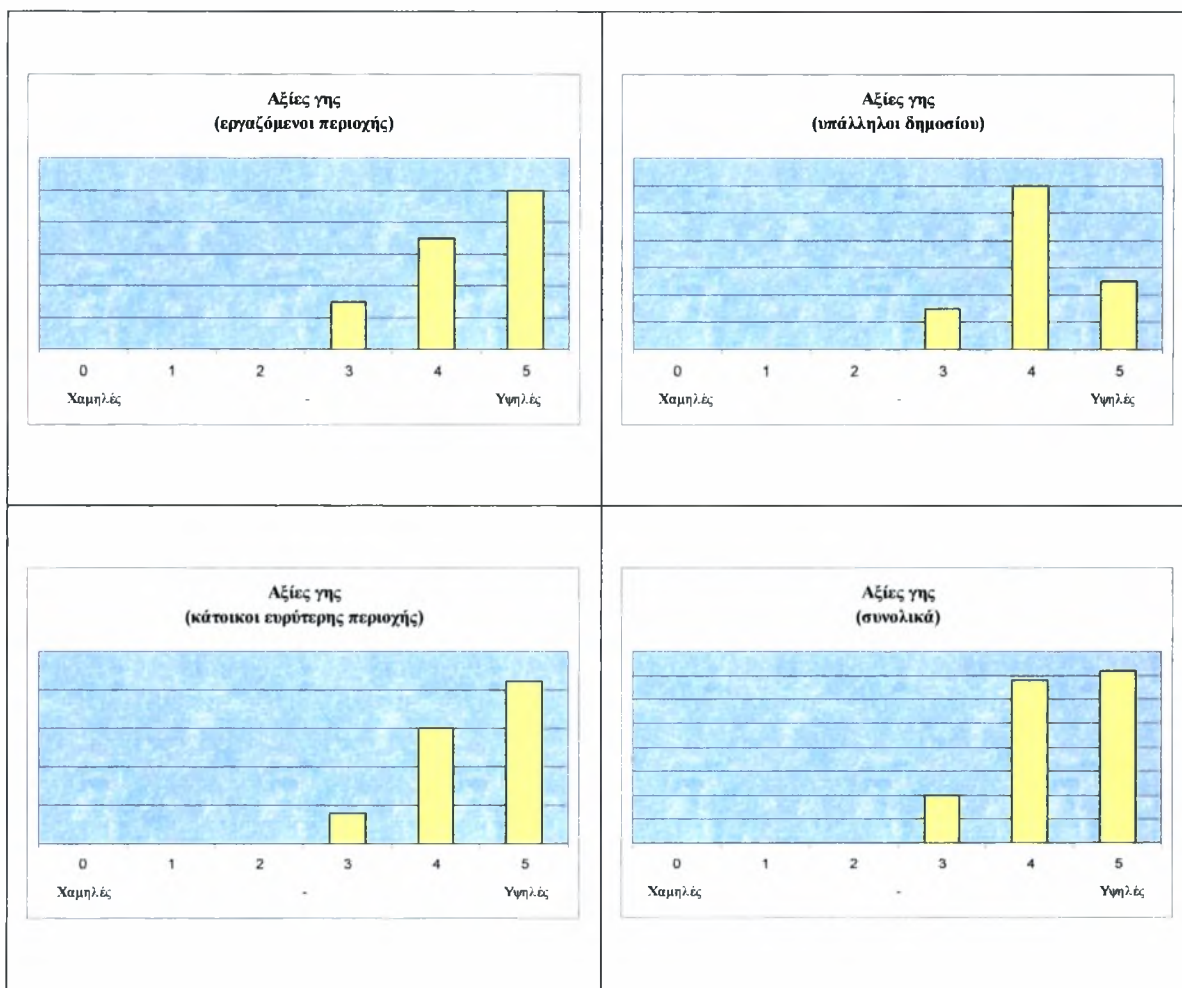 Αξίες γης
(εργαζόμενοι περιοχής)
0 1 2 3 4 5
Χαμηλές - Υψηλές
Αξίες γης
(υπάλληλοι δημοσίου)
0 1 2 3 4 5
Χαμηλές - Υψηλές
Αξίες γης
(κάτοικοι ευρύτερης περιοχής)
0 1 2 3 4 5
Χαμηλές - Υψηλές
Αξίες γης
(συνολικά)
0 1 2 3 4 5
Χαμηλές - Υψηλές